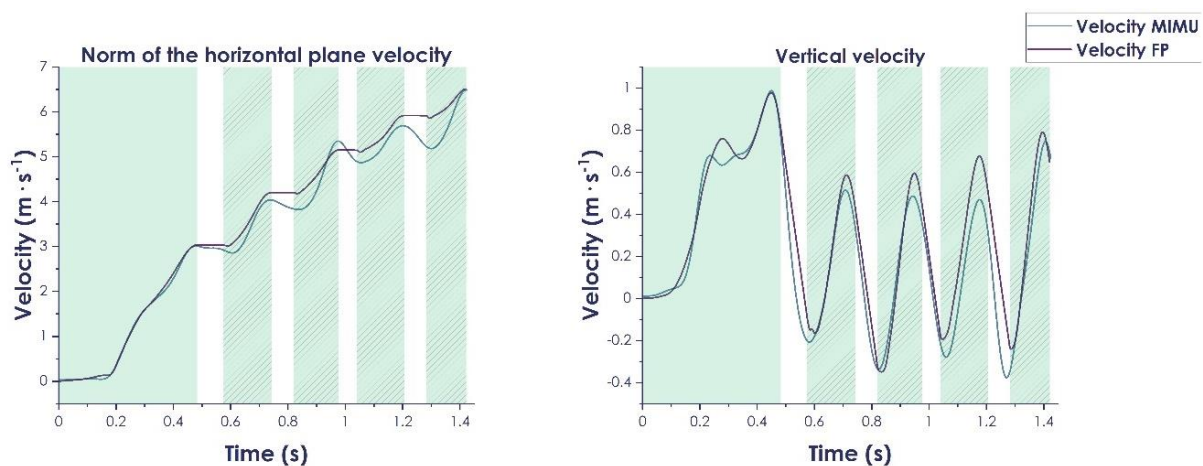 Velocity MIMU
Velocity FP
Norm of the horizontal plane velocity
Velocity (m · s⁻¹)
7
6
5
4
3
2
1
0
0 0.2 0.4 0.6 0.8 1 1.2 1.4
Time (s)
Vertical velocity
Velocity (m · s⁻¹)
1
0.8
0.6
0.4
0.2
0
-0.2
-0.4
0 0.2 0.4 0.6 0.8 1 1.2 1.4
Time (s)